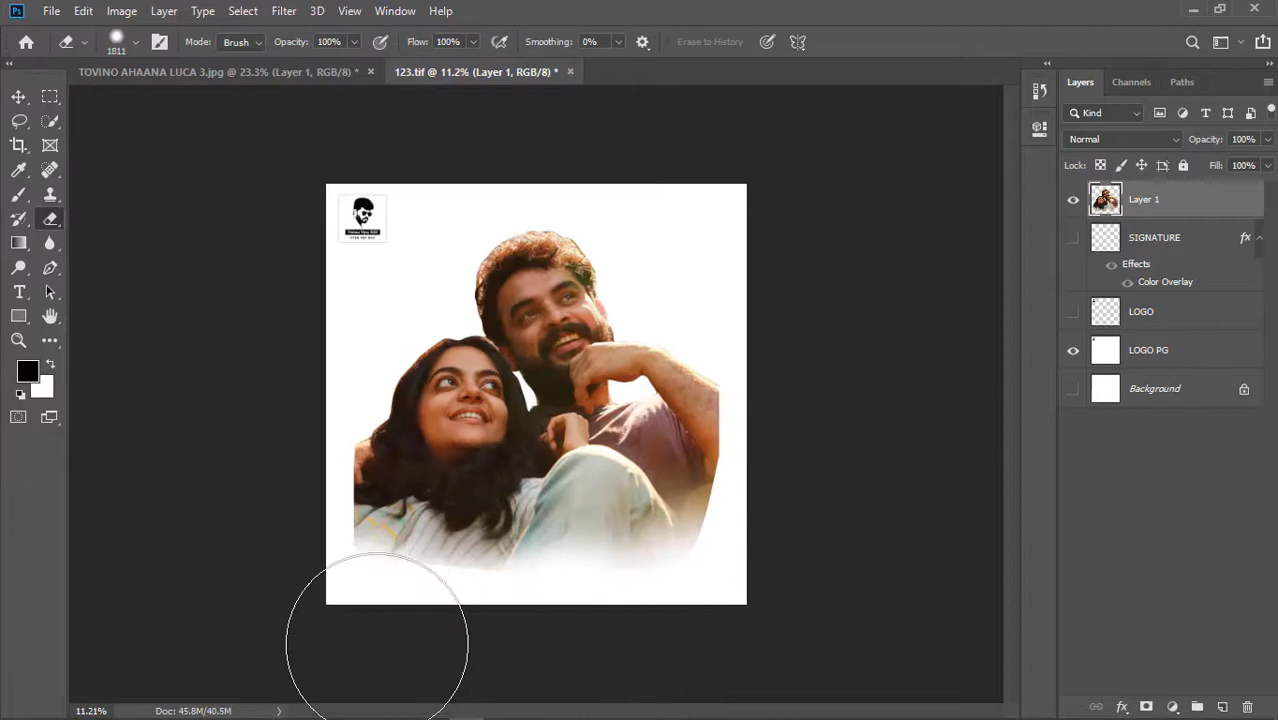 Ps File Edit Image Layer Type Select Filter 3D View Window Help
1811 Mode: Brush Opacity: 100% Flow: 100% Smoothing: 0% Erase to History
TOVINO AHAANA LUCA 3.jpg @ 23.3% (Layer 1, RGB/8) * × 123.tif @ 11.2% (Layer 1, RGB/8) * ×
Layers Channels Paths
Kind
Normal Opacity: 100%
Lock: Fill: 100%
Layer 1
SIGNATURE fx
Effects
Color Overlay
LOGO
LOGO PG
Background
11.21% Doc: 45.8M/40.5M
fx